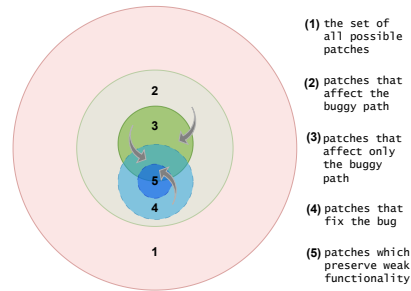 2
3
5
4
1
(1) the set of
all possible
patches
(2) patches that
affect the
buggy path
(3) patches that
affect only
the buggy
path
(4) patches that
fix the bug
(5) patches which
preserve weak
functionality